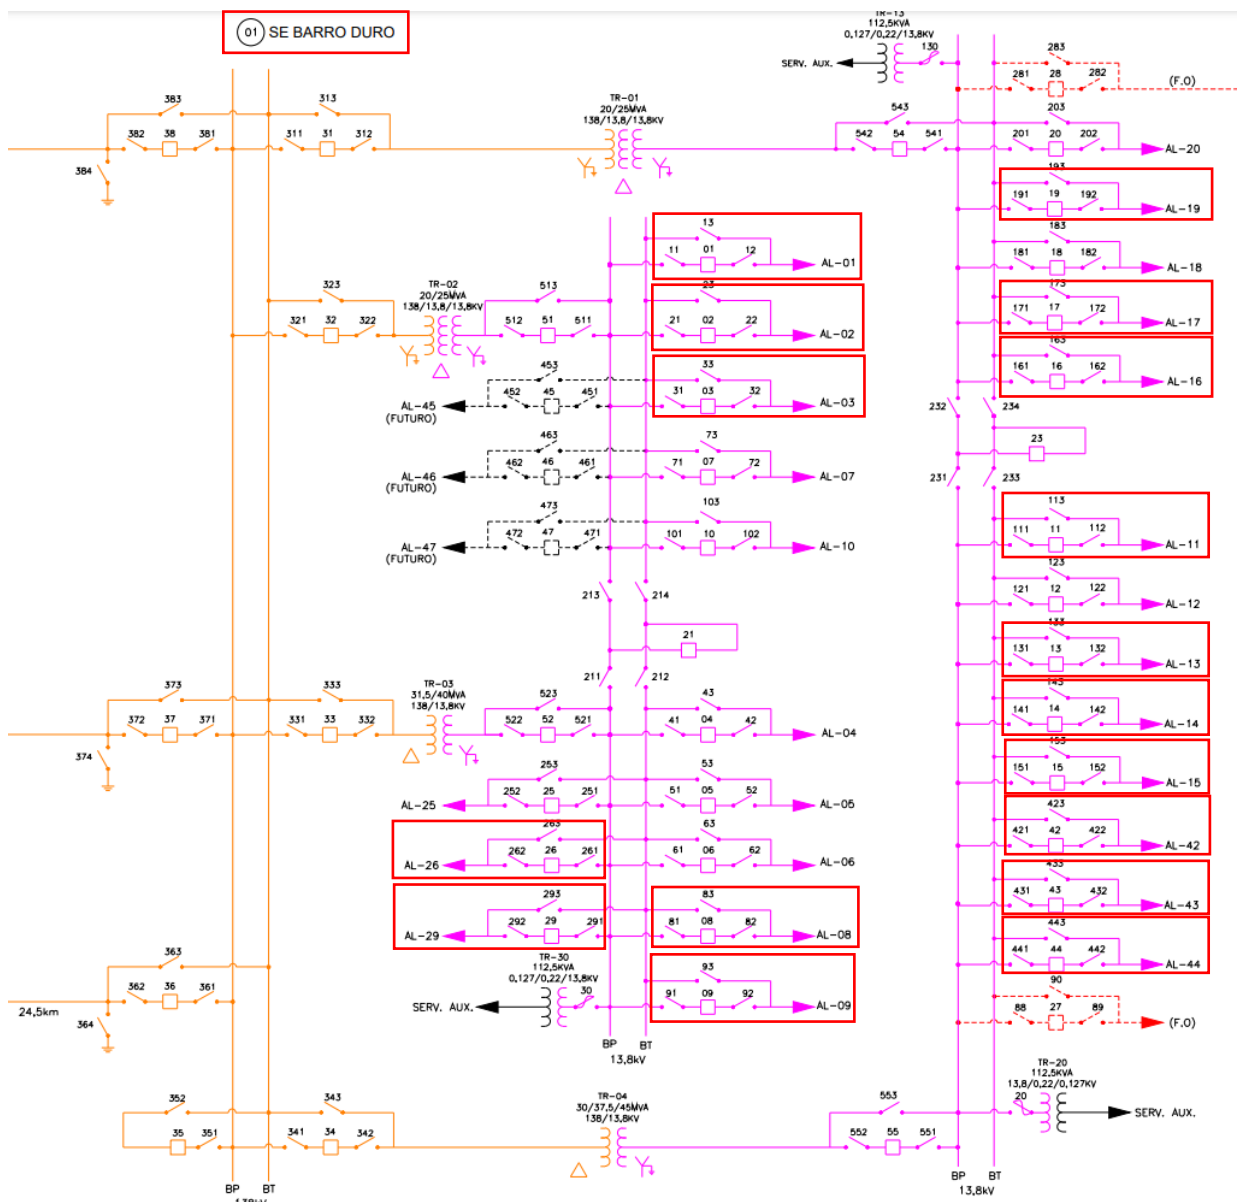 01 SE BARRO DURO
TR-13
112,5KVA
0,127/0,22/13,8KV
SERV. AUX.
130
283
281 28 282
(F.O)
383
313
TR-01
20/25MVA
138/13,8/13,8KV
543
203
382 38 381
311 31 312
542 54 541
201 20 202
AL-20
384
193
191 19 192
AL-19
13
11 01 12
AL-01
183
181 18 182
AL-18
323
TR-02
20/25MVA
138/13,8/13,8KV
513
23
173
321 32 322
512 51 511
21 02 22
AL-02
171 17 172
AL-17
453
33
163
AL-45
(FUTURO)
452 45 451
31 03 32
AL-03
161 16 162
AL-16
232 234
463
73
23
AL-46
(FUTURO)
462 46 461
71 07 72
AL-07
231 233
473
103
113
AL-47
(FUTURO)
472 47 471
101 10 102
AL-10
111 11 112
AL-11
123
213 214
121 12 122
AL-12
21
133
131 13 132
AL-13
211 212
373
333
TR-03
31,5/40MVA
138/13,8KV
523
43
143
372 37 371
331 33 332
522 52 521
41 04 42
AL-04
141 14 142
AL-14
374
253
53
153
AL-25
252 25 251
51 05 52
AL-05
151 15 152
AL-15
263
63
423
AL-26
262 26 261
61 06 62
AL-06
421 42 422
AL-42
293
83
433
AL-29
292 29 291
81 08 82
AL-08
431 43 432
AL-43
363
TR-30
112,5KVA
0,127/0,22/13,8KV
93
443
441 44 442
AL-44
24,5km
362 36 361
SERV. AUX.
30
91 09 92
AL-09
90
364
88 27 89
(F.O)
BP BT
13,8kV
TR-20
112,5KVA
13,8/0,22/0,127KV
352
343
TR-04
30/37,5/45MVA
138/13,8KV
553
20
SERV. AUX.
35 351
341 34 342
552 55 551
BP BT
138kV
BP BT
13,8kV